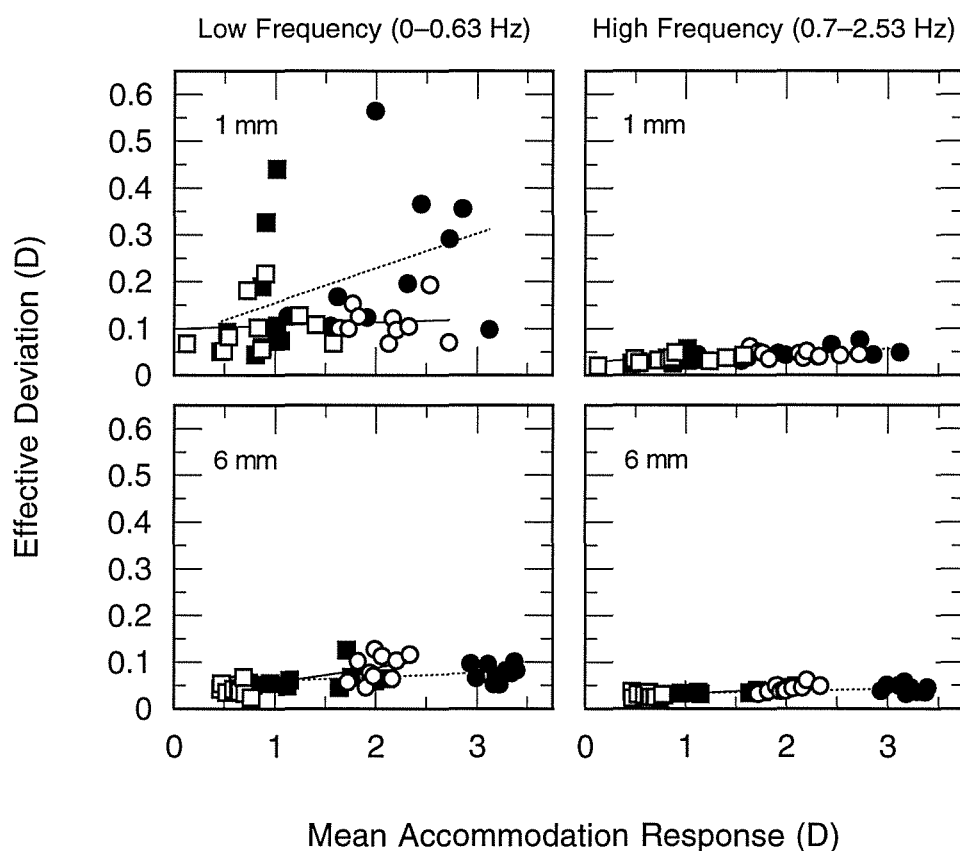 Low Frequency (0–0.63 Hz) High Frequency (0.7–2.53 Hz)
0.6
1 mm 1 mm
0.5
0.4
0.3
0.2
0.1
0
0.6
6 mm 6 mm
0.5
0.4
0.3
0.2
0.1
0
Effective Deviation (D)
0 1 2 3 0 1 2 3
Mean Accommodation Response (D)